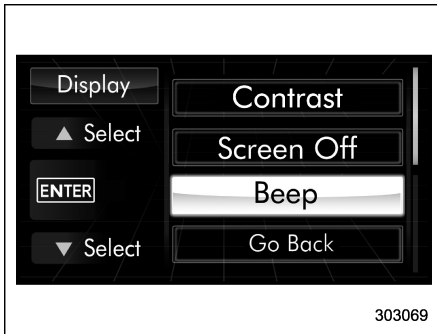 Display
▲ Select
ENTER
▼ Select
Contrast
Screen Off
Beep
Go Back
303069